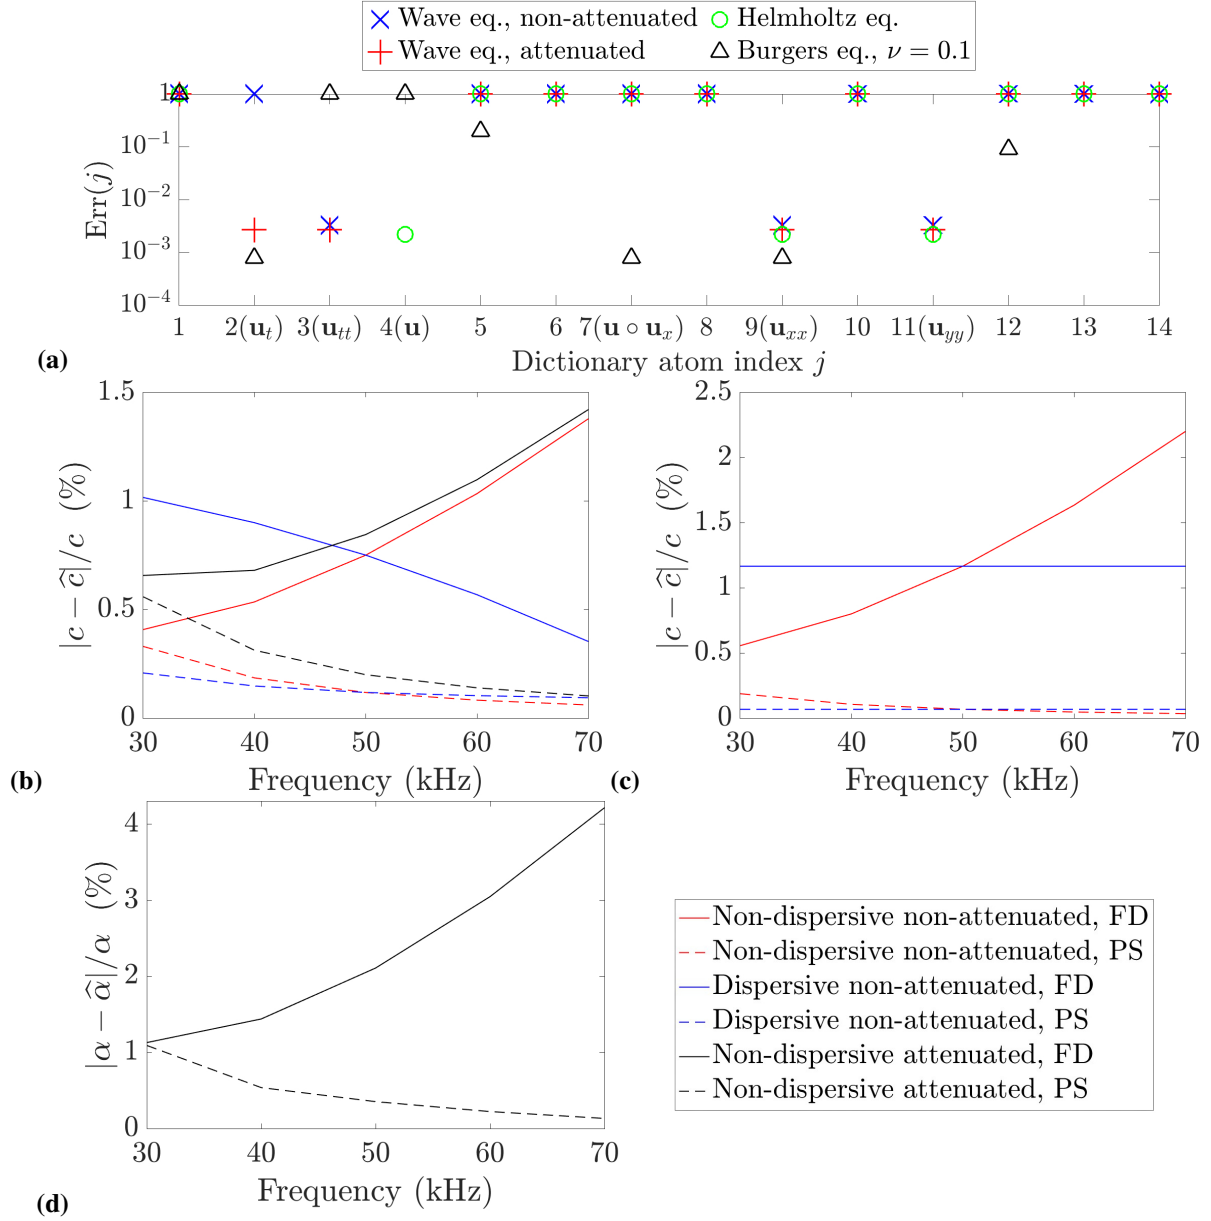 Wave eq., non-attenuated
Helmholtz eq.
Wave eq., attenuated
Burgers eq., ν = 0.1
Err(j)
1
10⁻¹
10⁻²
10⁻³
10⁻⁴
1 2(u_t) 3(u_tt) 4(u) 5 6 7(u ∘ u_x) 8 9(u_xx) 10 11(u_yy) 12 13 14
Dictionary atom index j
(a)
|c − ĉ|/c (%)
1.5
1
0.5
0
30 40 50 60 70
Frequency (kHz)
(b)
|c − ĉ|/c (%)
2.5
2
1.5
1
0.5
0
30 40 50 60 70
Frequency (kHz)
(c)
|α − α̂|/α (%)
4
3
2
1
0
30 40 50 60 70
Frequency (kHz)
(d)
Non-dispersive non-attenuated, FD
Non-dispersive non-attenuated, PS
Dispersive non-attenuated, FD
Dispersive non-attenuated, PS
Non-dispersive attenuated, FD
Non-dispersive attenuated, PS